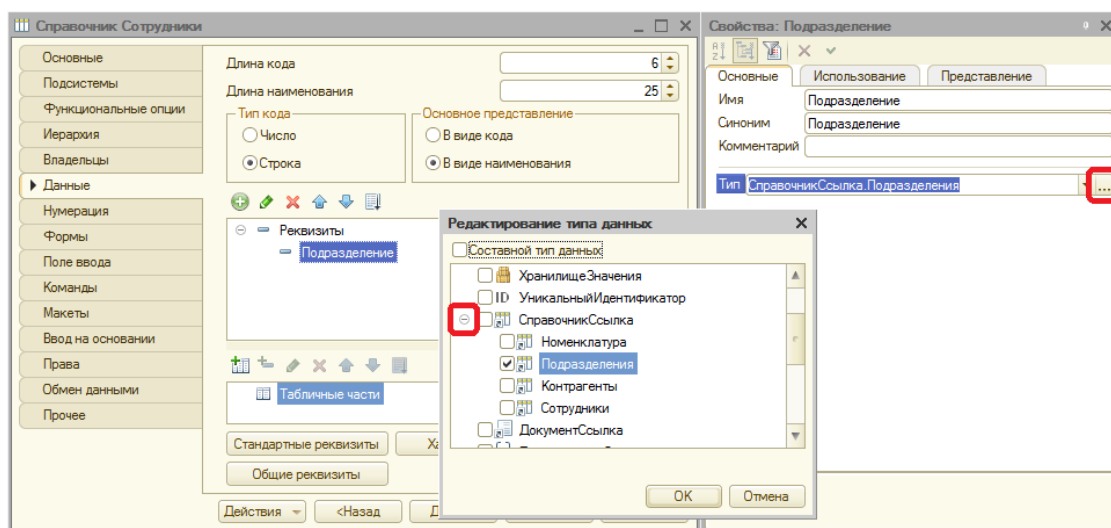 Справочник Сотрудники
Основные
Подсистемы
Функциональные опции
Иерархия
Владельцы
Данные
Нумерация
Формы
Поле ввода
Команды
Макеты
Ввод на основании
Права
Обмен данными
Прочее
Длина кода
6
Длина наименования
25
Тип кода
Число
Строка
Основное представление
В виде кода
В виде наименования
Реквизиты
Подразделение
Табличные части
Стандартные реквизиты
Ха
Общие реквизиты
Действия
<Назад
Редактирование типа данных
Составной тип данных
ХранилищеЗначения
ID УникальныйИдентификатор
СправочникСсылка
Номенклатура
Подразделения
Контрагенты
Сотрудники
ДокументСсылка
OK
Отмена
Свойства: Подразделение
Основные
Использование
Представление
Имя
Подразделение
Синоним
Подразделение
Комментарий
Тип
СправочникСсылка.Подразделения
...